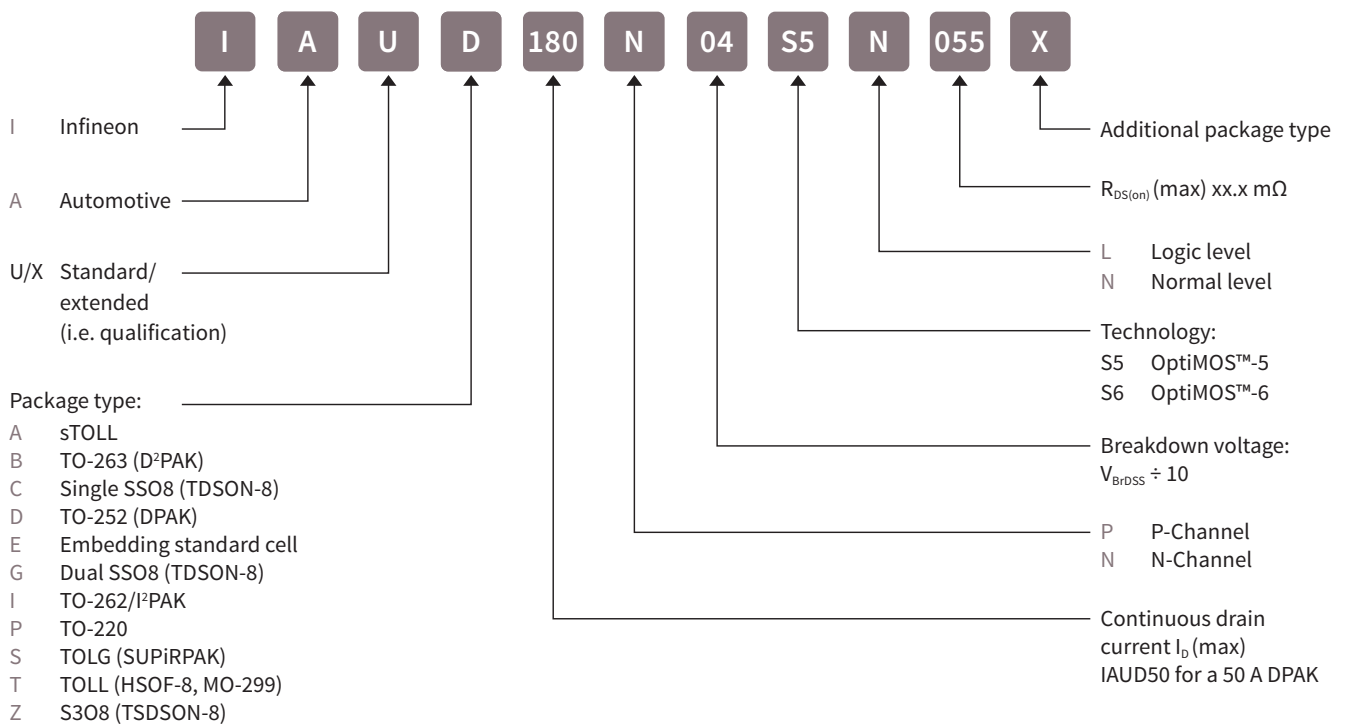 I A U D 180 N 04 S5 N 055 X
I Infineon
A Automotive
U/X Standard/
extended
(i.e. qualification)
Package type:
A sTOLL
B TO-263 (D²PAK)
C Single SSO8 (TDSON-8)
D TO-252 (DPAK)
E Embedding standard cell
G Dual SSO8 (TDSON-8)
I TO-262/I²PAK
P TO-220
S TOLG (SUPiRPAK)
T TOLL (HSOF-8, MO-299)
Z S3O8 (TSDSON-8)
Additional package type
RDS(on) (max) xx.x mΩ
L Logic level
N Normal level
Technology:
S5 OptiMOS™-5
S6 OptiMOS™-6
Breakdown voltage:
VBrDSS ÷ 10
P P-Channel
N N-Channel
Continuous drain
current ID (max)
IAUD50 for a 50 A DPAK